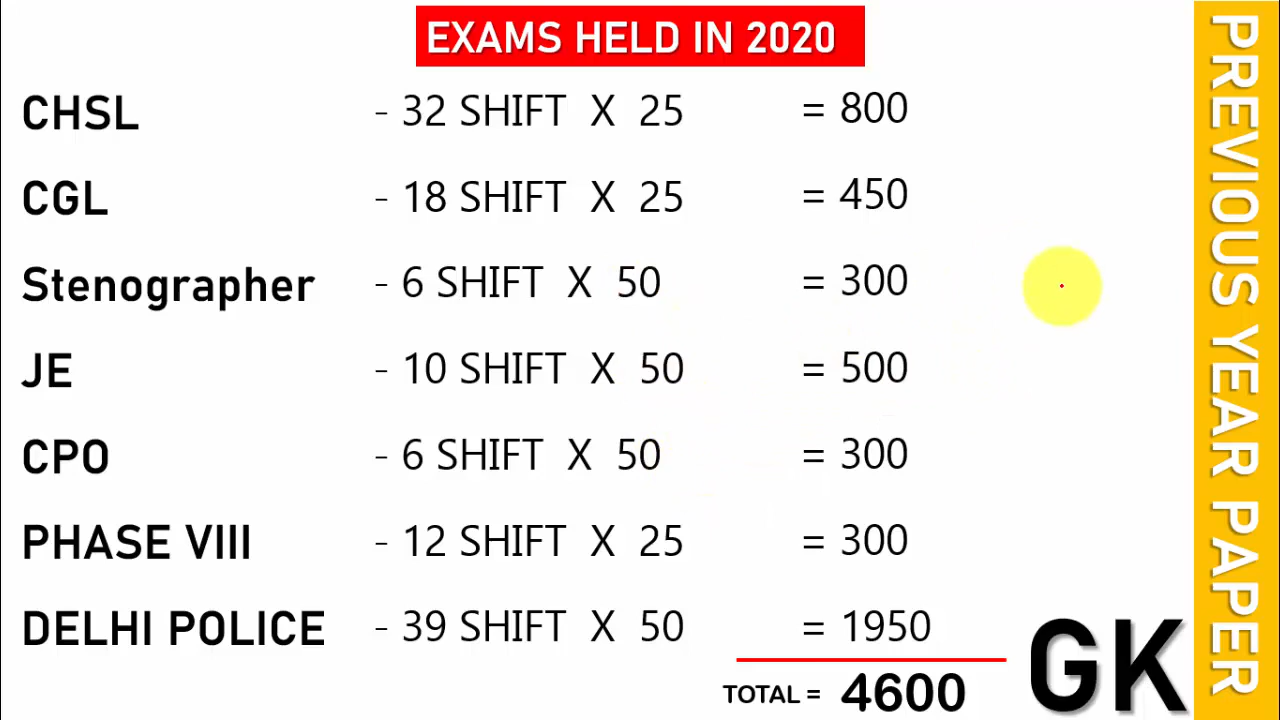 EXAMS HELD IN 2020
CHSL - 32 SHIFT X 25 = 800
CGL - 18 SHIFT X 25 = 450
Stenographer - 6 SHIFT X 50 = 300
JE - 10 SHIFT X 50 = 500
CPO - 6 SHIFT X 50 = 300
PHASE VIII - 12 SHIFT X 25 = 300
DELHI POLICE - 39 SHIFT X 50 = 1950
TOTAL = 4600
GK
PREVIOUS YEAR PAPER